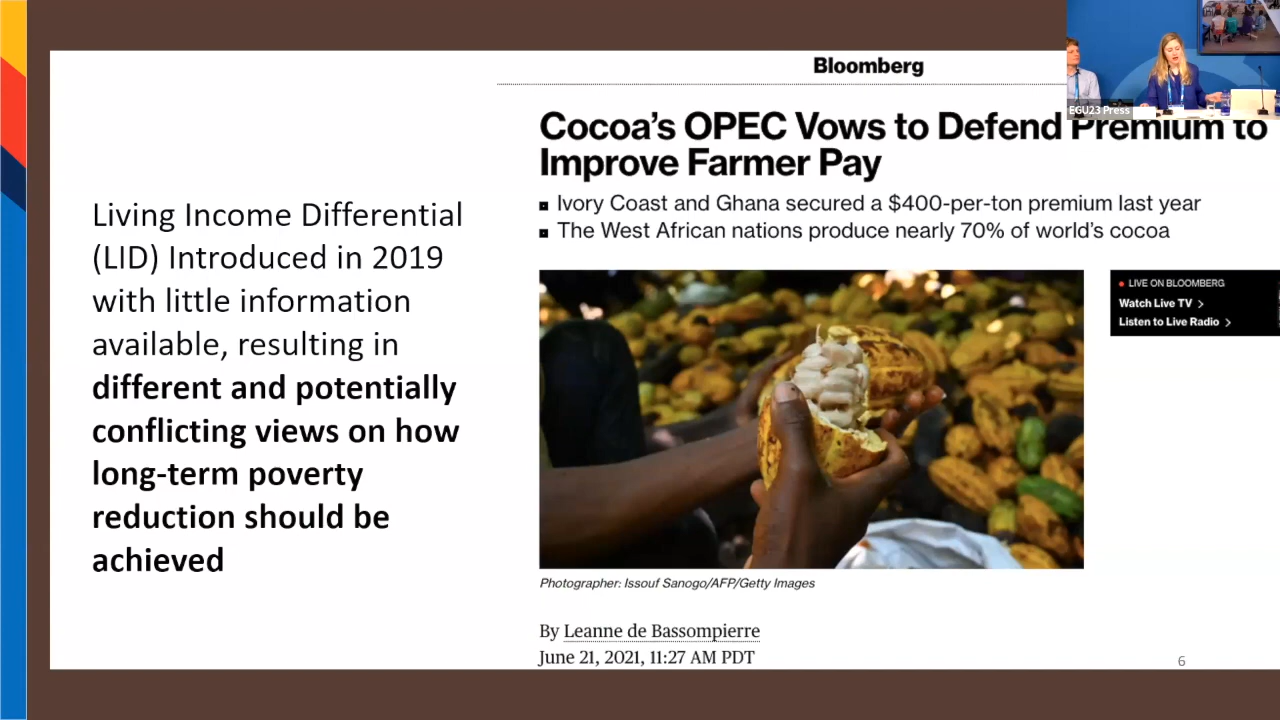 Living Income Differential
(LID) Introduced in 2019
with little information
available, resulting in
different and potentially
conflicting views on how
long-term poverty
reduction should be
achieved
Bloomberg
Cocoa's OPEC Vows to Defend Premium to
Improve Farmer Pay
▪ Ivory Coast and Ghana secured a $400-per-ton premium last year
▪ The West African nations produce nearly 70% of world's cocoa
LIVE ON BLOOMBERG
Watch Live TV >
Listen to Live Radio >
Photographer: Issouf Sanogo/AFP/Getty Images
By Leanne de Bassompierre
June 21, 2021, 11:27 AM PDT
6
EGU23 Press